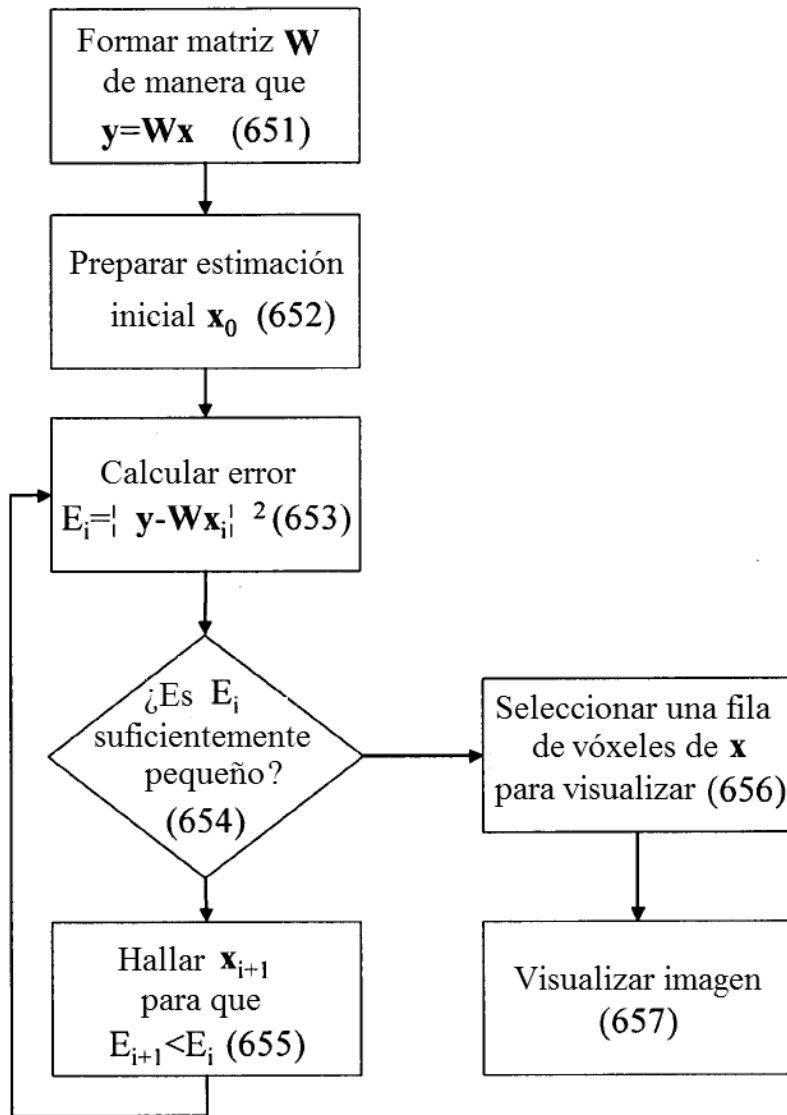 Formar matriz W
de manera que
y=Wx (651)
Preparar estimación
inicial x₀ (652)
Calcular error
Eᵢ=¦ y-Wxᵢ¦ ² (653)
¿Es Eᵢ
suficientemente
pequeño?
(654)
Hallar xᵢ₊₁
para que
Eᵢ₊₁<Eᵢ (655)
Seleccionar una fila
de vóxeles de x
para visualizar (656)
Visualizar imagen
(657)